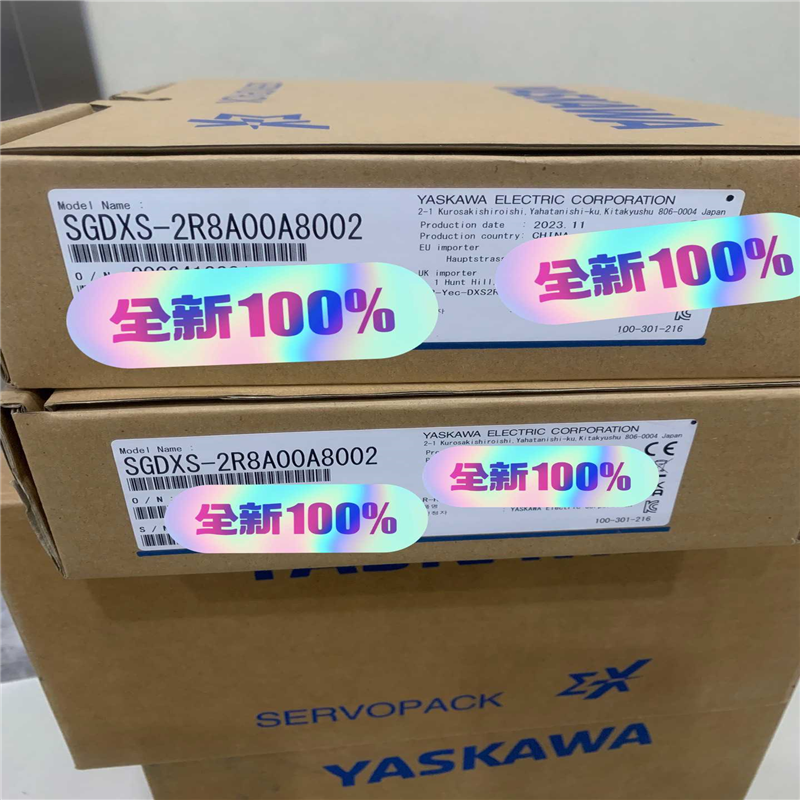 YASKAWA
Model Name :
SGDXS-2R8A00A8002
O / N
全新100%
YASKAWA ELECTRIC CORPORATION
2-1 Kurosakishiroishi, Yahatanishi-ku, Kitakyushu 806-0004 Japan
Production date : 2023.11
Production country: CHINA
EU importer
Hauptstrass
UK importer
1 Hunt Hill,
全新100%
100-301-216
Model Name :
SGDXS-2R8A00A8002
O / N
S / N
全新100%
YASKAWA ELECTRIC CORPORATION
2-1 Kurosakishiroishi, Yahatanishi-ku, Kitakyushu 806-0004 Japan
CE
全新100%
: YASKAWA Electric
100-301-216
YASKAWA
SERVOPACK ΣX
YASKAWA